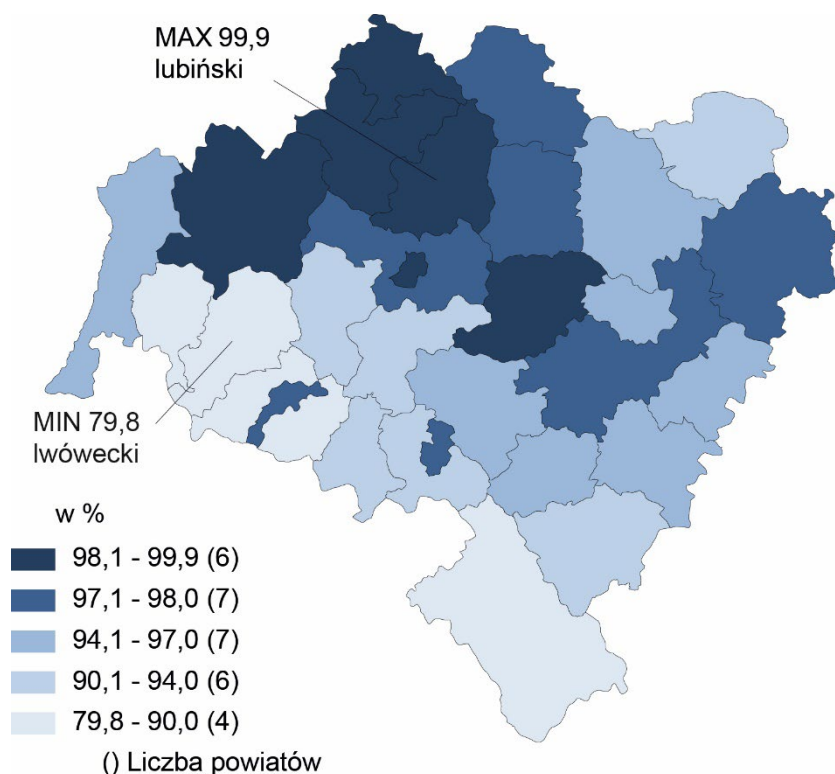 MAX 99,9
lubiński
MIN 79,8
lwówecki
w %
98,1 - 99,9 (6)
97,1 - 98,0 (7)
94,1 - 97,0 (7)
90,1 - 94,0 (6)
79,8 - 90,0 (4)
() Liczba powiatów